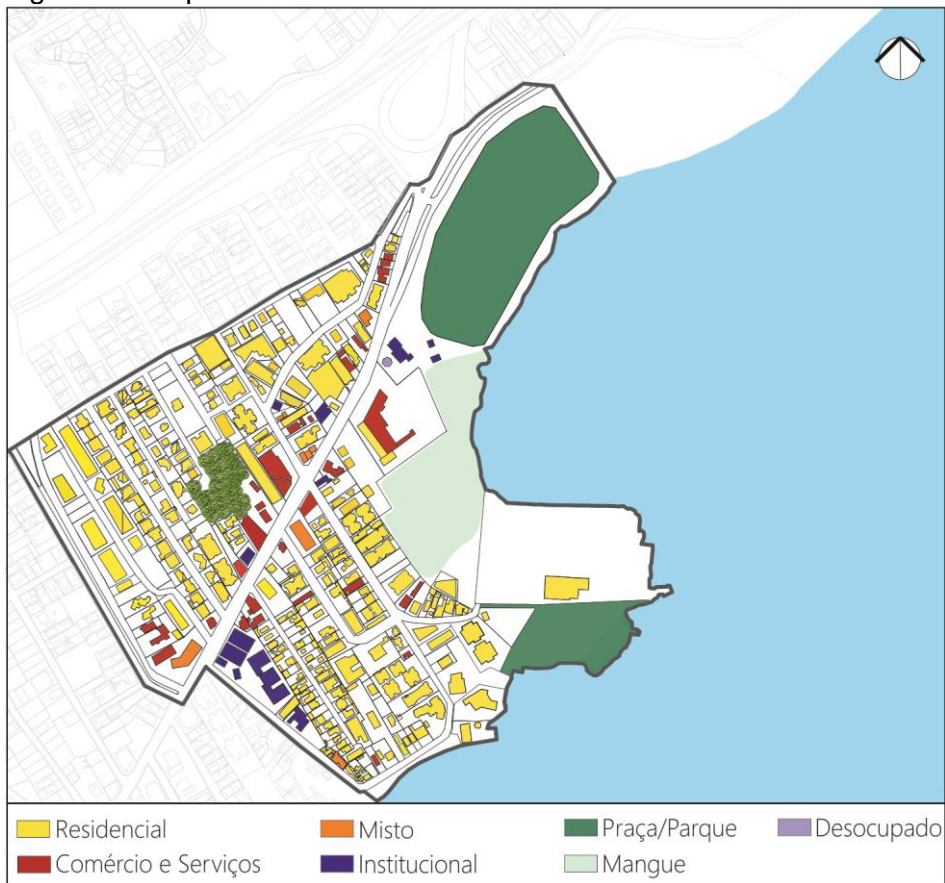 Residencial
Misto
Praça/Parque
Desocupado
Comércio e Serviços
Institucional
Mangue